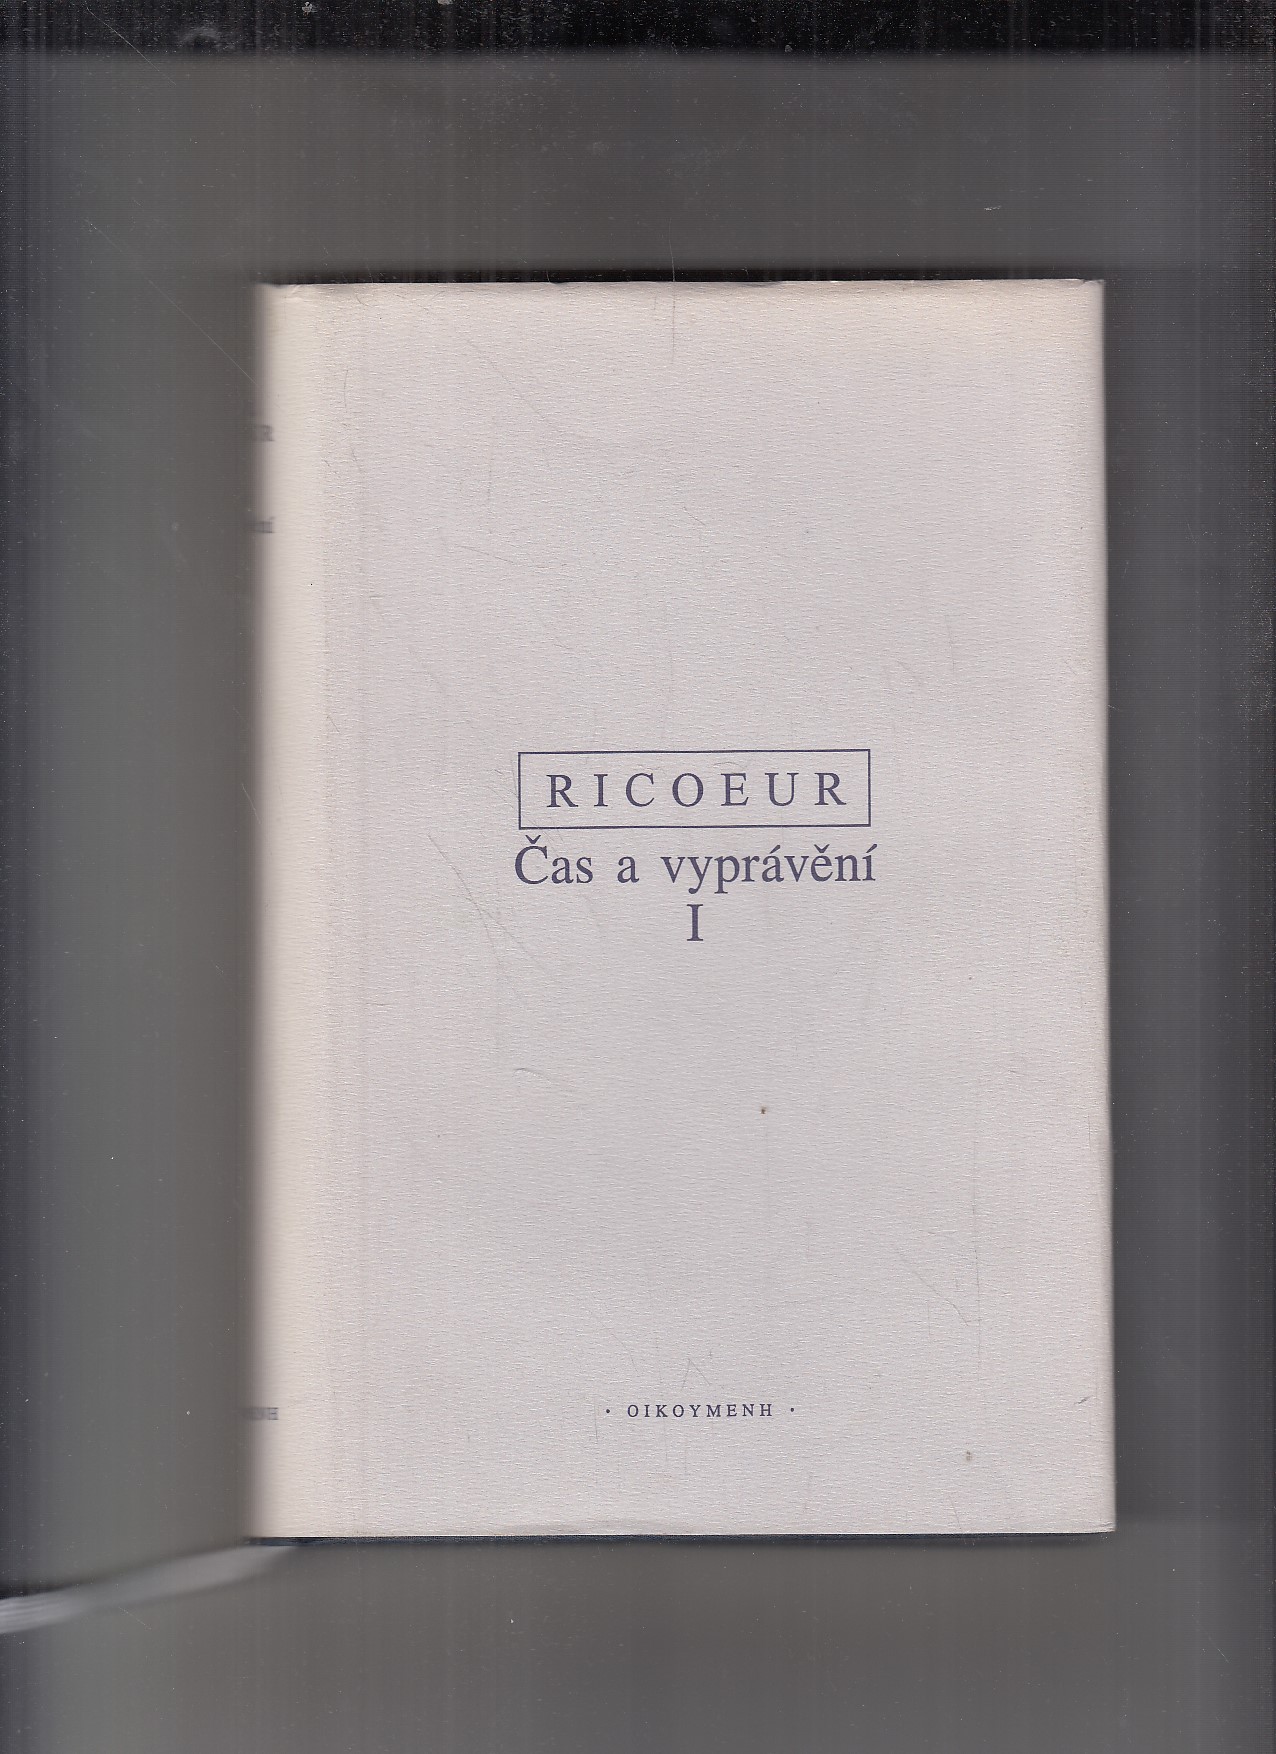 RICOEUR
Čas a vyprávění
I
· OIKOYMENH ·